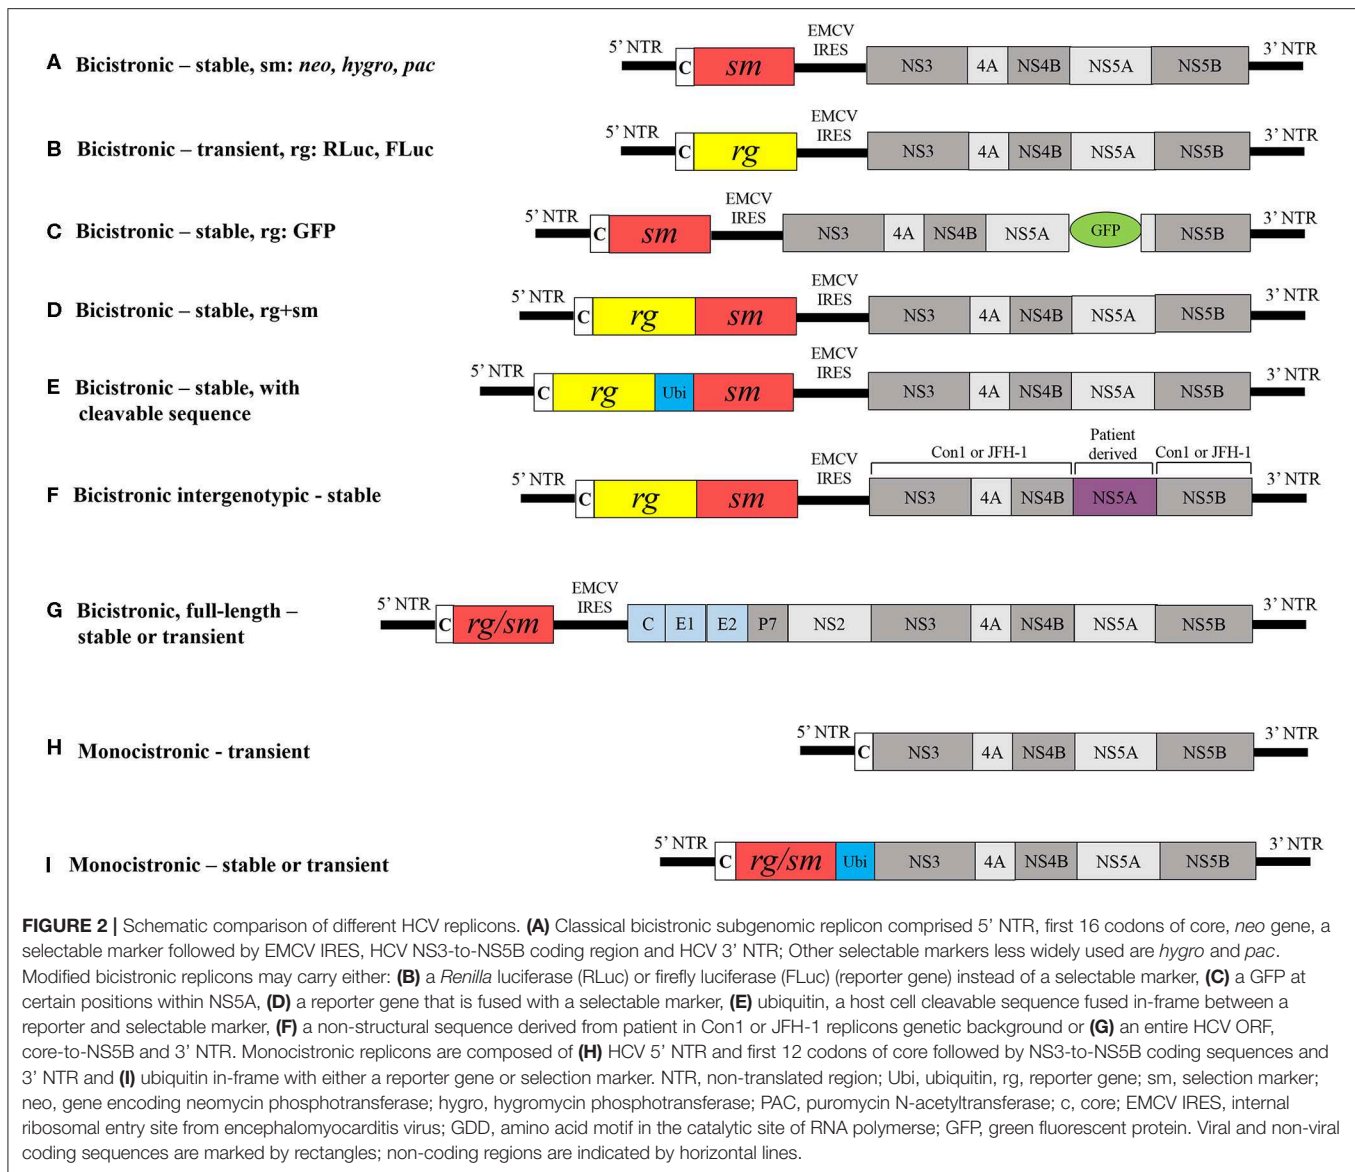 A Bicistronic – stable, sm: neo, hygro, pac
5’ NTR
C
sm
EMCV
IRES
NS3
4A
NS4B
NS5A
NS5B
3’ NTR
B Bicistronic – transient, rg: RLuc, FLuc
5’ NTR
C
rg
EMCV
IRES
NS3
4A
NS4B
NS5A
NS5B
3’ NTR
C Bicistronic – stable, rg: GFP
5’ NTR
C
sm
EMCV
IRES
NS3
4A
NS4B
NS5A
GFP
NS5B
3’ NTR
D Bicistronic – stable, rg+sm
5’ NTR
C
rg
sm
EMCV
IRES
NS3
4A
NS4B
NS5A
NS5B
3’ NTR
E Bicistronic – stable, with
cleavable sequence
5’ NTR
C
rg
Ubi
sm
EMCV
IRES
NS3
4A
NS4B
NS5A
NS5B
3’ NTR
F Bicistronic intergenotypic - stable
5’ NTR
C
rg
sm
EMCV
IRES
Con1 or JFH-1
Patient
derived
Con1 or JFH-1
NS3
4A
NS4B
NS5A
NS5B
3’ NTR
G Bicistronic, full-length –
stable or transient
5’ NTR
C
rg/sm
EMCV
IRES
C
E1
E2
P7
NS2
NS3
4A
NS4B
NS5A
NS5B
3’ NTR
H Monocistronic - transient
5’ NTR
C
NS3
4A
NS4B
NS5A
NS5B
3’ NTR
I Monocistronic – stable or transient
5’ NTR
C
rg/sm
Ubi
NS3
4A
NS4B
NS5A
NS5B
3’ NTR
FIGURE 2 | Schematic comparison of different HCV replicons. (A) Classical bicistronic subgenomic replicon comprised 5’ NTR, first 16 codons of core, neo gene, a
selectable marker followed by EMCV IRES, HCV NS3-to-NS5B coding region and HCV 3’ NTR; Other selectable markers less widely used are hygro and pac.
Modified bicistronic replicons may carry either: (B) a Renilla luciferase (RLuc) or firefly luciferase (FLuc) (reporter gene) instead of a selectable marker, (C) a GFP at
certain positions within NS5A, (D) a reporter gene that is fused with a selectable marker, (E) ubiquitin, a host cell cleavable sequence fused in-frame between a
reporter and selectable marker, (F) a non-structural sequence derived from patient in Con1 or JFH-1 replicons genetic background or (G) an entire HCV ORF,
core-to-NS5B and 3’ NTR. Monocistronic replicons are composed of (H) HCV 5’ NTR and first 12 codons of core followed by NS3-to-NS5B coding sequences and
3’ NTR and (I) ubiquitin in-frame with either a reporter gene or selection marker. NTR, non-translated region; Ubi, ubiquitin, rg, reporter gene; sm, selection marker;
neo, gene encoding neomycin phosphotransferase; hygro, hygromycin phosphotransferase; PAC, puromycin N-acetyltransferase; c, core; EMCV IRES, internal
ribosomal entry site from encephalomyocarditis virus; GDD, amino acid motif in the catalytic site of RNA polymerse; GFP, green fluorescent protein. Viral and non-viral
coding sequences are marked by rectangles; non-coding regions are indicated by horizontal lines.